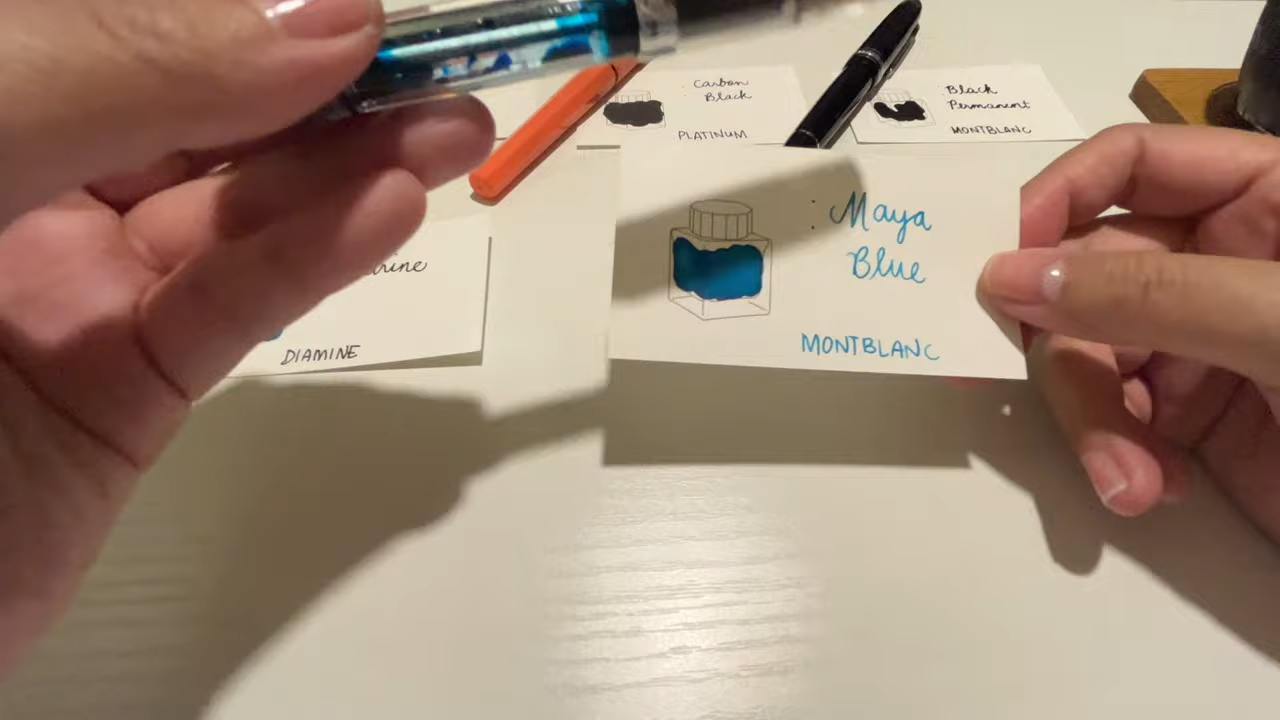 Carbon
Black
PLATINUM
Black
Permanent
MONTBLANC
Maya
Blue
MONTBLANC
DIAMINE